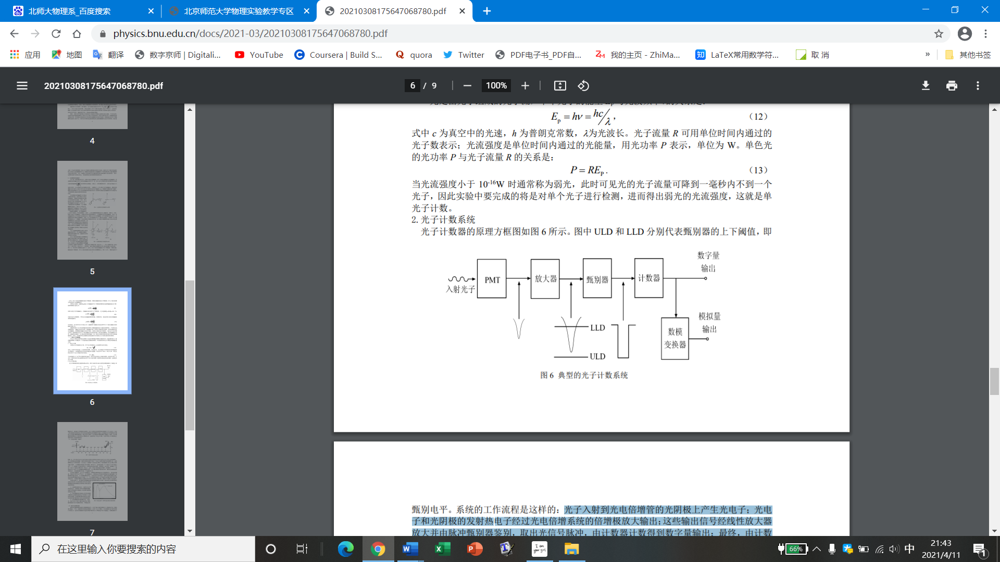 北师大物理系_百度搜索
北京师范大学物理实验教学专区
20210308175647068780.pdf
physics.bnu.edu.cn/docs/2021-03/20210308175647068780.pdf
应用
地图
翻译
数字京师 | Digitali...
YouTube
Coursera | Build S...
quora
Twitter
PDF电子书_PDF自...
我的主页 - ZhiMa...
LaTeX常用数学符...
取 消
»
其他书签
20210308175647068780.pdf
6 / 9
100%
4
5
6
7
E_p = hν = hc/λ, （12）
式中 c 为真空中的光速，h 为普朗克常数，λ为光波长。光子流量 R 可用单位时间内通过的
光子数表示；光流强度是单位时间内通过的光能量，用光功率 P 表示，单位为 W。单色光
的光功率 P 与光子流量 R 的关系是：
P = RE_p . （13）
当光流强度小于 10⁻¹⁶W 时通常称为弱光，此时可见光的光子流量可降到一毫秒内不到一个
光子，因此实验中要完成的将是对单个光子进行检测，进而得出弱光的光流强度，这就是单
光子计数。
2. 光子计数系统
光子计数器的原理方框图如图 6 所示。图中 ULD 和 LLD 分别代表甄别器的上下阈值，即
入射光子
PMT
放大器
甄别器
计数器
数字量
输出
LLD
ULD
数模
变换器
模拟量
输出
图 6 典型的光子计数系统
甄别电平。系统的工作流程是这样的：光子入射到光电倍增管的光阴极上产生光电子；光电
子和光阴极的发射热电子经过光电倍增系统的倍增极放大输出；这些输出信号经线性放大器
放大并由脉冲甄别器鉴别，取出光信号脉冲，由计数器计数得到数字量输出；最终，由计数
在这里输入你要搜索的内容
I am
your girl
66%
中
21:43
2021/4/11
1